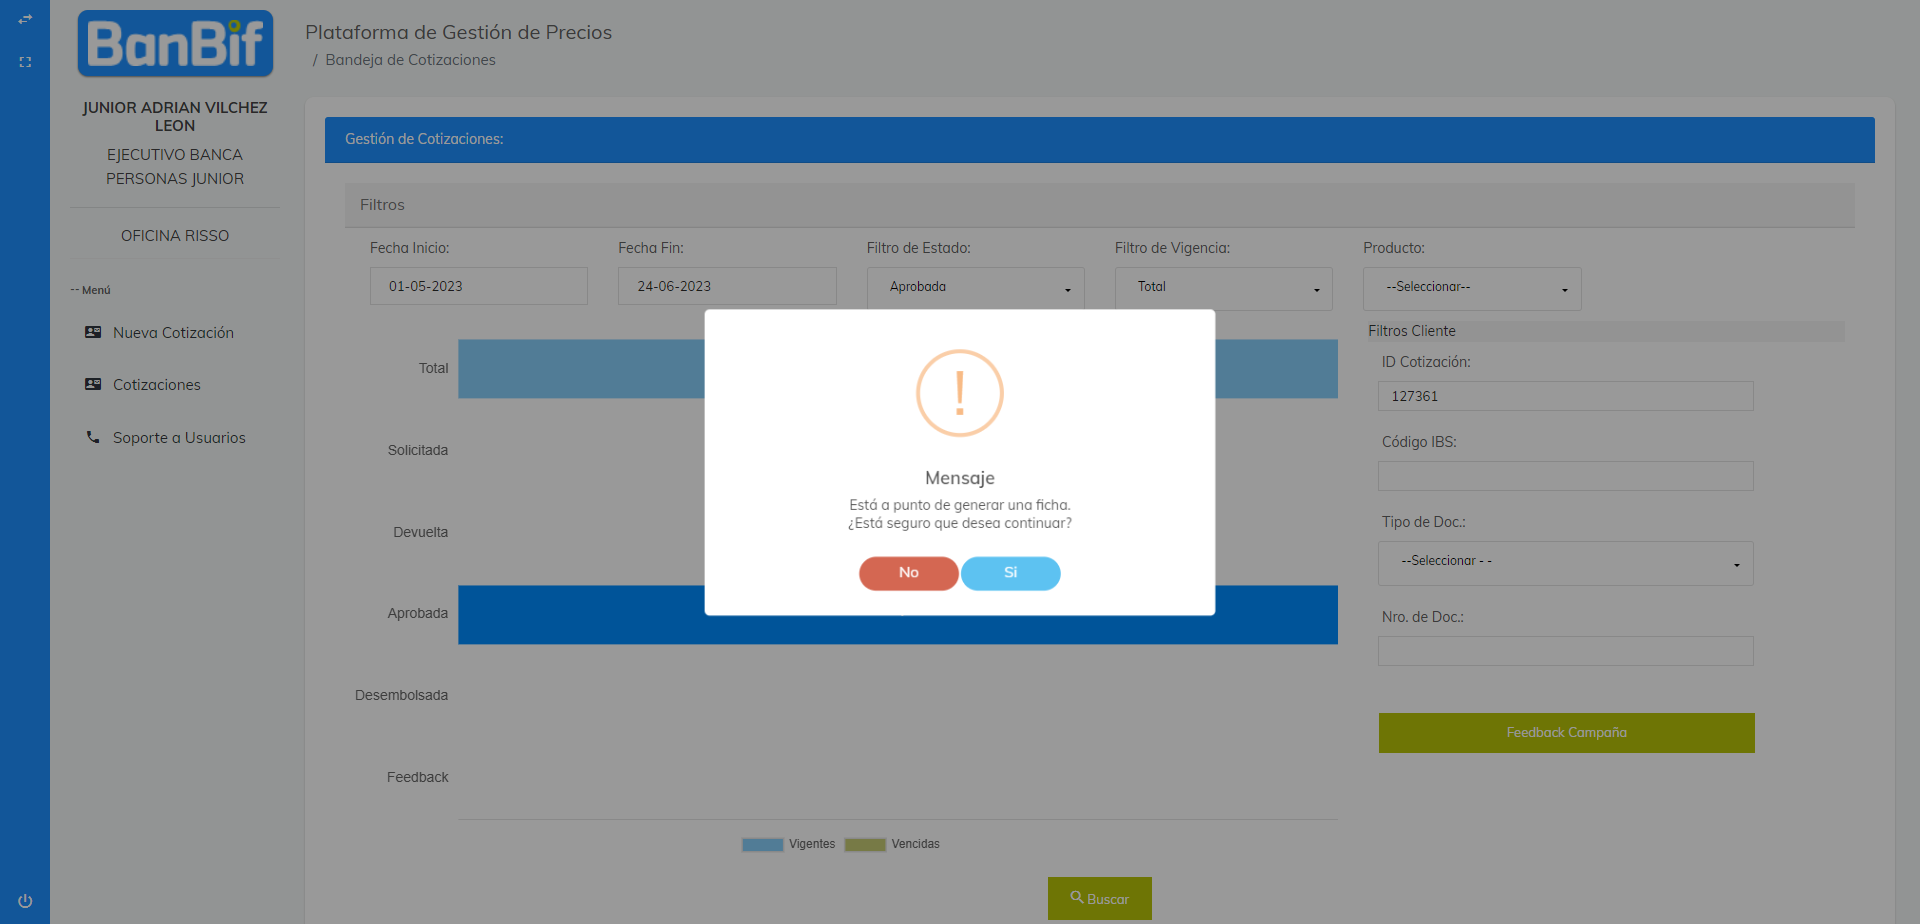 BanBif
JUNIOR ADRIAN VILCHEZ
LEON
EJECUTIVO BANCA
PERSONAS JUNIOR
OFICINA RISSO
-- Menú
Nueva Cotización
Cotizaciones
Soporte a Usuarios
Plataforma de Gestión de Precios
/ Bandeja de Cotizaciones
Gestión de Cotizaciones:
Filtros
Fecha Inicio: Fecha Fin: Filtro de Estado: Filtro de Vigencia: Producto:
01-05-2023 24-06-2023 Aprobada Total --Seleccionar--
Total
Solicitada
Devuelta
Aprobada
Desembolsada
Feedback
Vigentes Vencidas
Mensaje
Está a punto de generar una ficha.
¿Está seguro que desea continuar?
No Si
Filtros Cliente
ID Cotización:
127361
Código IBS:
Tipo de Doc.:
--Seleccionar - -
Nro. de Doc.:
Feedback Campaña
Buscar